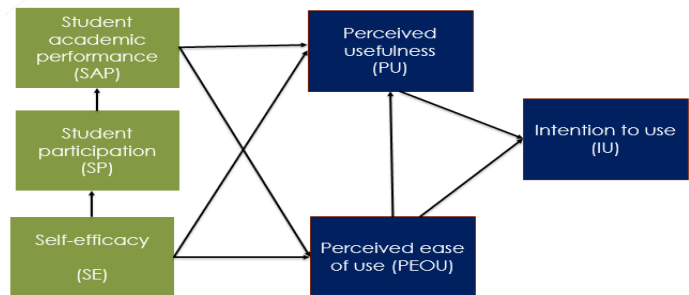 Student
academic
performance
(SAP)
Perceived
usefulness
(PU)
Student
participation
(SP)
Intention to use
(IU)
Self-efficacy
(SE)
Perceived ease
of use (PEOU)